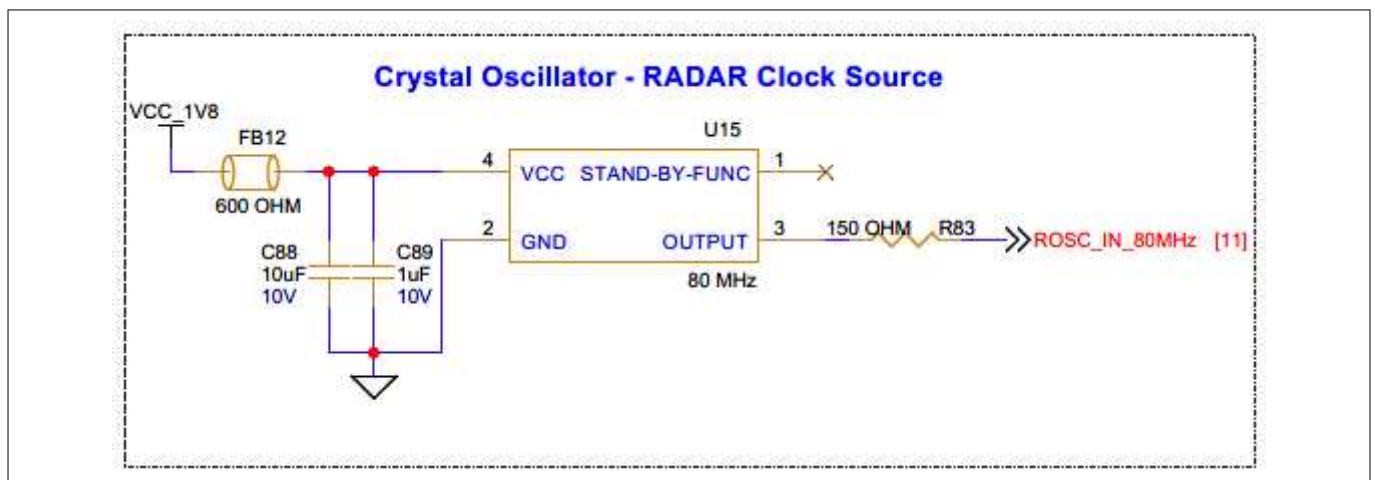 Crystal Oscillator - RADAR Clock Source
VCC_1V8
FB12
600 OHM
C88
10uF
10V
C89
1uF
10V
U15
4
VCC
STAND-BY-FUNC
1
2
GND
OUTPUT
3
80 MHz
150 OHM
R83
ROSC_IN_80MHz [11]